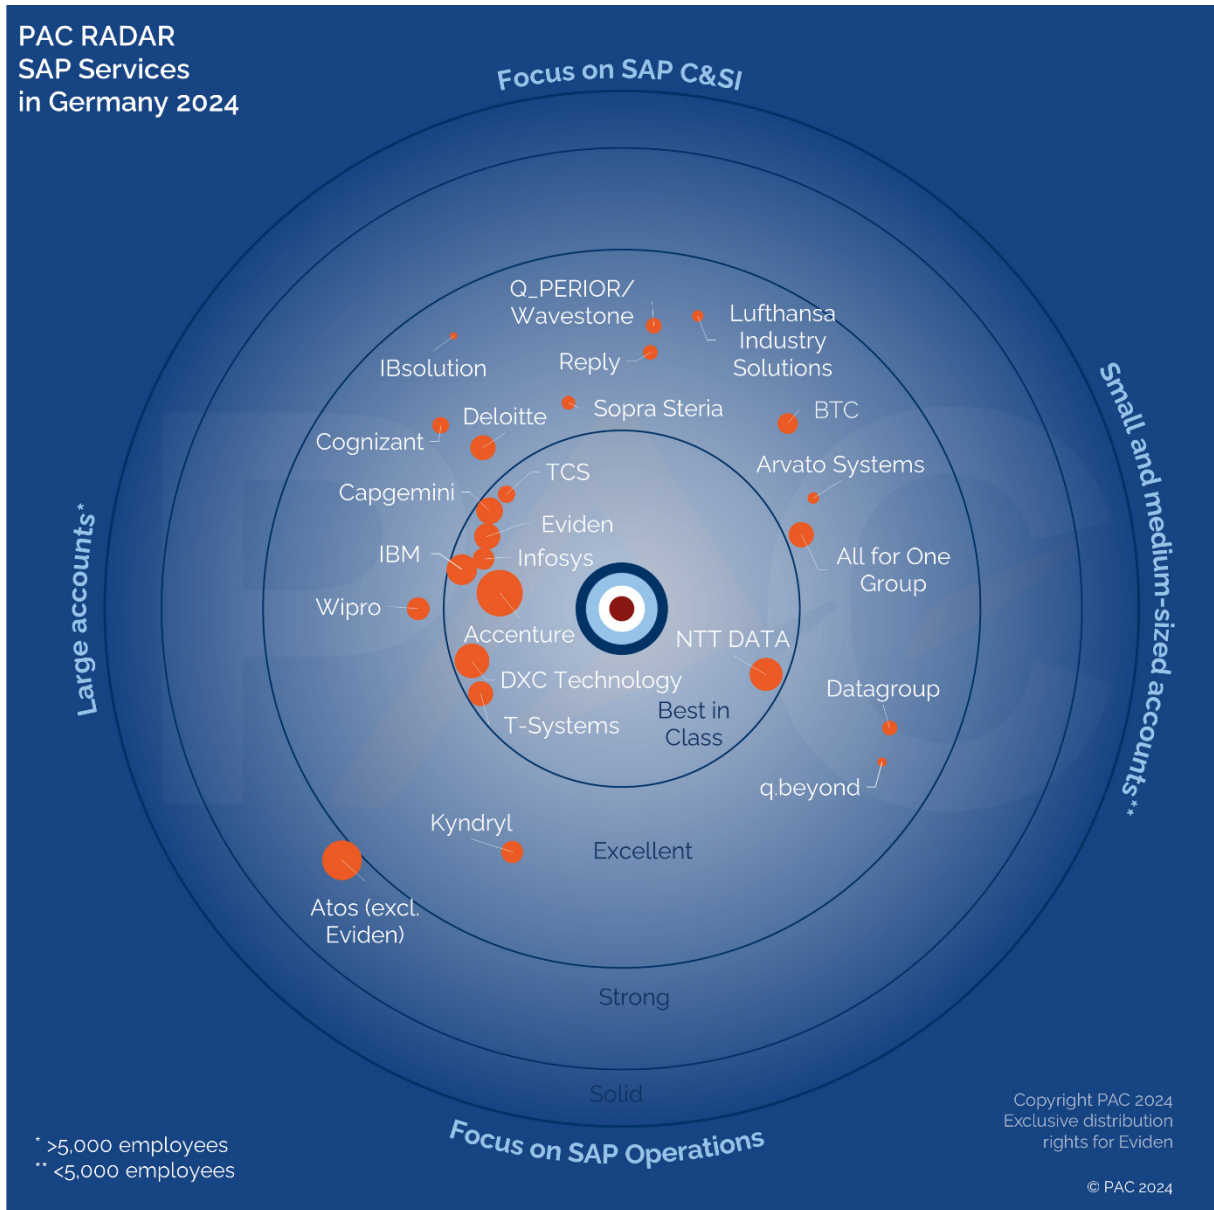 PAC RADAR
SAP Services
in Germany 2024
Focus on SAP C&SI
Q_PERIOR/
Wavestone
Lufthansa
Industry
Solutions
IBsolution
Reply
Sopra Steria
BTC
Deloitte
Cognizant
TCS
Arvato Systems
Capgemini
Eviden
IBM
Infosys
All for One
Group
Wipro
Accenture
NTT DATA
DXC Technology
T-Systems
Best in
Class
Datagroup
q.beyond
Kyndryl
Excellent
Atos (excl.
Eviden)
Strong
Solid
Large accounts*
Small and medium-sized accounts**
Focus on SAP Operations
* >5,000 employees
** <5,000 employees
Copyright PAC 2024
Exclusive distribution
rights for Eviden
© PAC 2024
PAC